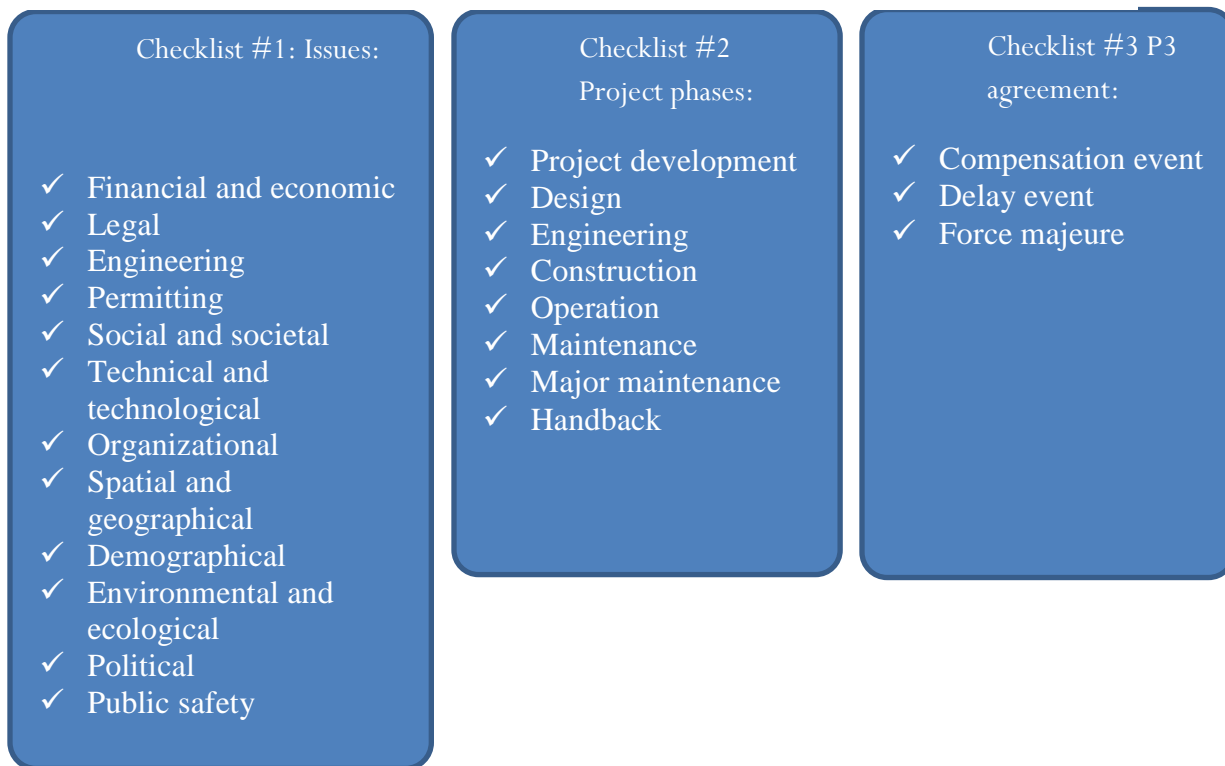 Checklist #1: Issues:
✓ Financial and economic
✓ Legal
✓ Engineering
✓ Permitting
✓ Social and societal
✓ Technical and
technological
✓ Organizational
✓ Spatial and
geographical
✓ Demographical
✓ Environmental and
ecological
✓ Political
✓ Public safety
Checklist #2
Project phases:
✓ Project development
✓ Design
✓ Engineering
✓ Construction
✓ Operation
✓ Maintenance
✓ Major maintenance
✓ Handback
Checklist #3 P3
agreement:
✓ Compensation event
✓ Delay event
✓ Force majeure